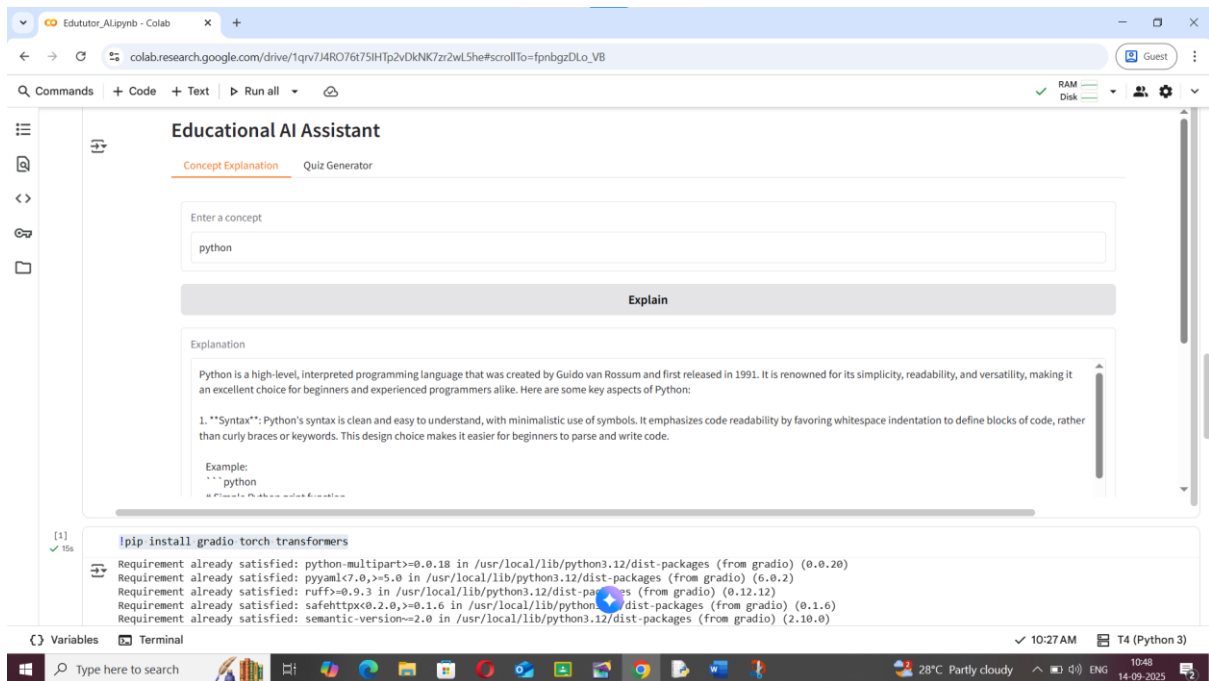 Edututor_AI.ipynb - Colab
colab.research.google.com/drive/1qrv7J4RO76t75IHTp2vDkNK7zr2wL5he#scrollTo=fpnbgzDLo_VB
Guest
Commands + Code + Text Run all
RAM
Disk
Educational AI Assistant
Concept Explanation Quiz Generator
Enter a concept
python
Explain
Explanation
Python is a high-level, interpreted programming language that was created by Guido van Rossum and first released in 1991. It is renowned for its simplicity, readability, and versatility, making it
an excellent choice for beginners and experienced programmers alike. Here are some key aspects of Python:
1. **Syntax**: Python's syntax is clean and easy to understand, with minimalistic use of symbols. It emphasizes code readability by favoring whitespace indentation to define blocks of code, rather
than curly braces or keywords. This design choice makes it easier for beginners to parse and write code.
Example:
```python
# Simple Python print function
[1]
15s
!pip install gradio torch transformers
Requirement already satisfied: python-multipart>=0.0.18 in /usr/local/lib/python3.12/dist-packages (from gradio) (0.0.20)
Requirement already satisfied: pyyaml<7.0,>=5.0 in /usr/local/lib/python3.12/dist-packages (from gradio) (6.0.2)
Requirement already satisfied: ruff>=0.9.3 in /usr/local/lib/python3.12/dist-pac es (from gradio) (0.12.12)
Requirement already satisfied: safehttpx<0.2.0,>=0.1.6 in /usr/local/lib/python3. /dist-packages (from gradio) (0.1.6)
Requirement already satisfied: semantic-version~=2.0 in /usr/local/lib/python3.12/dist-packages (from gradio) (2.10.0)
{} Variables Terminal
10:27 AM T4 (Python 3)
Type here to search
28°C Partly cloudy ENG
10:48
14-09-2025
2